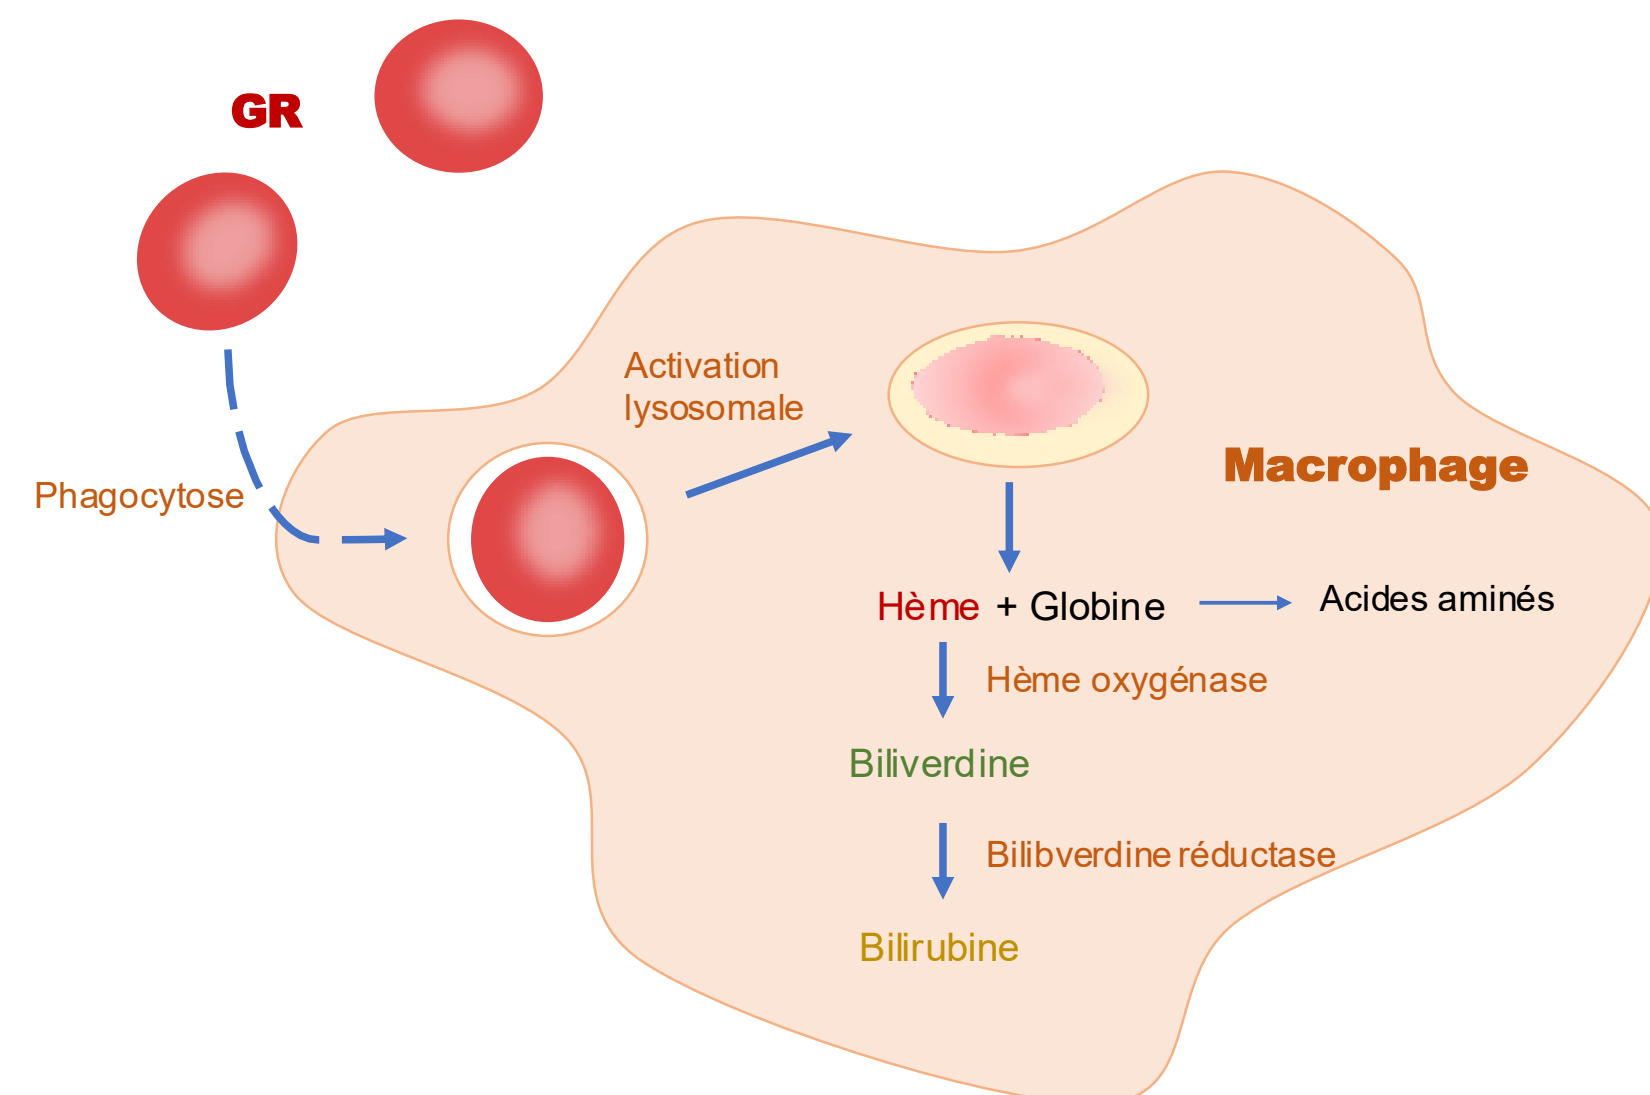 GR
Phagocytose
Activation
lysosomale
Macrophage
Hème + Globine
Acides aminés
Hème oxygénase
Biliverdine
Bilibverdine réductase
Bilirubine